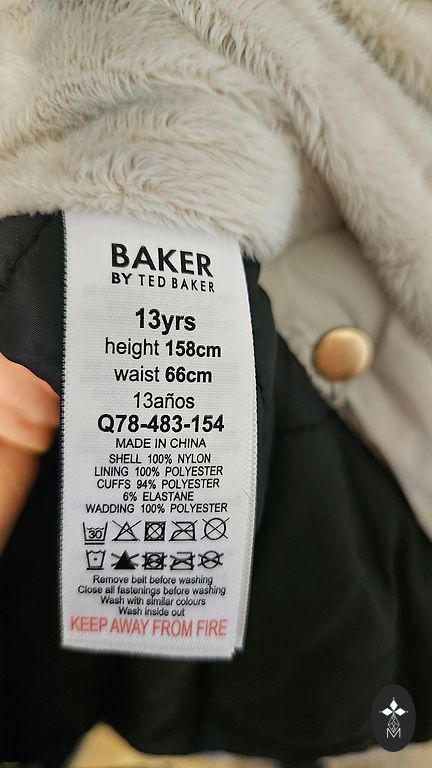 BAKER
BY TED BAKER
13yrs
height 158cm
waist 66cm
13años
Q78-483-154
MADE IN CHINA
SHELL 100% NYLON
LINING 100% POLYESTER
CUFFS 94% POLYESTER
6% ELASTANE
WADDING 100% POLYESTER
30
Remove belt before washing
Close all fastenings before washing
Wash with similar colours
Wash inside out
KEEP AWAY FROM FIRE
M